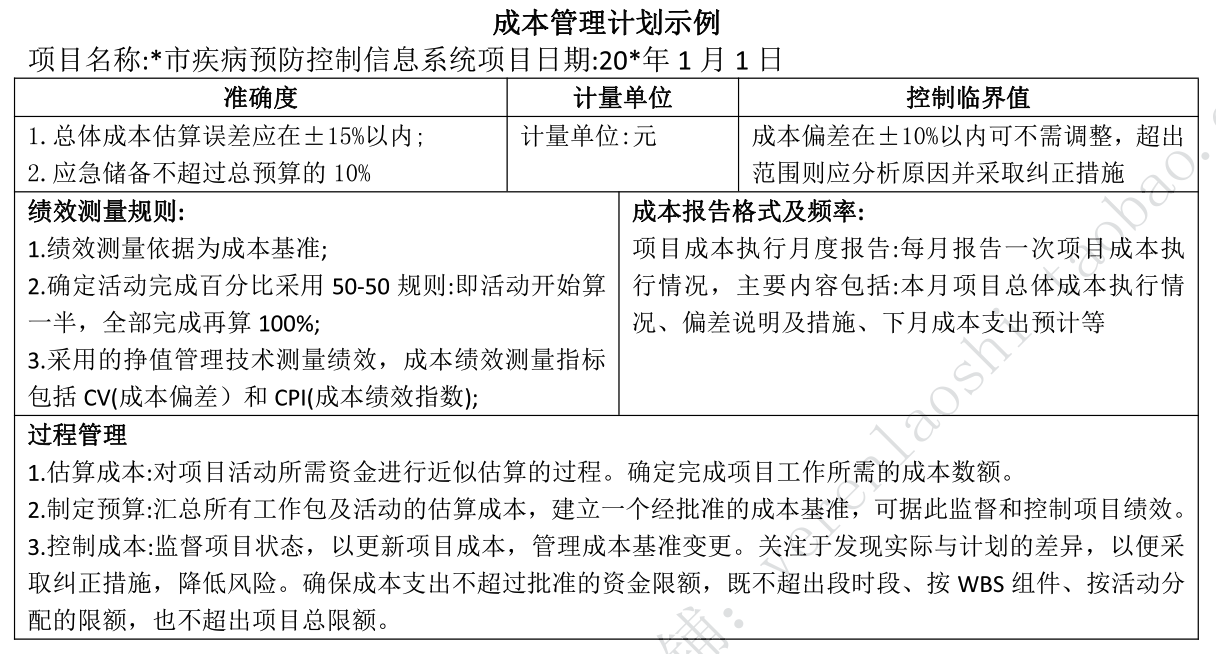 成本管理计划示例
项目名称:*市疾病预防控制信息系统项目日期:20*年 1 月 1 日
准确度
计量单位
控制临界值
1. 总体成本估算误差应在±15%以内;
2. 应急储备不超过总预算的 10%
计量单位:元
成本偏差在±10%以内可不需调整，超出
范围则应分析原因并采取纠正措施
绩效测量规则:
1.绩效测量依据为成本基准;
2.确定活动完成百分比采用 50-50 规则:即活动开始算
一半，全部完成再算 100%;
3.采用的挣值管理技术测量绩效，成本绩效测量指标
包括 CV(成本偏差）和 CPI(成本绩效指数);
成本报告格式及频率:
项目成本执行月度报告:每月报告一次项目成本执
行情况，主要内容包括:本月项目总体成本执行情
况、偏差说明及措施、下月成本支出预计等
过程管理
1.估算成本:对项目活动所需资金进行近似估算的过程。确定完成项目工作所需的成本数额。
2.制定预算:汇总所有工作包及活动的估算成本，建立一个经批准的成本基准，可据此监督和控制项目绩效。
3.控制成本:监督项目状态，以更新项目成本，管理成本基准变更。关注于发现实际与计划的差异，以便采
取纠正措施，降低风险。确保成本支出不超过批准的资金限额，既不超出段时段、按 WBS 组件、按活动分
配的限额，也不超出项目总限额。
铺：yerenlaoshi.taobao.c